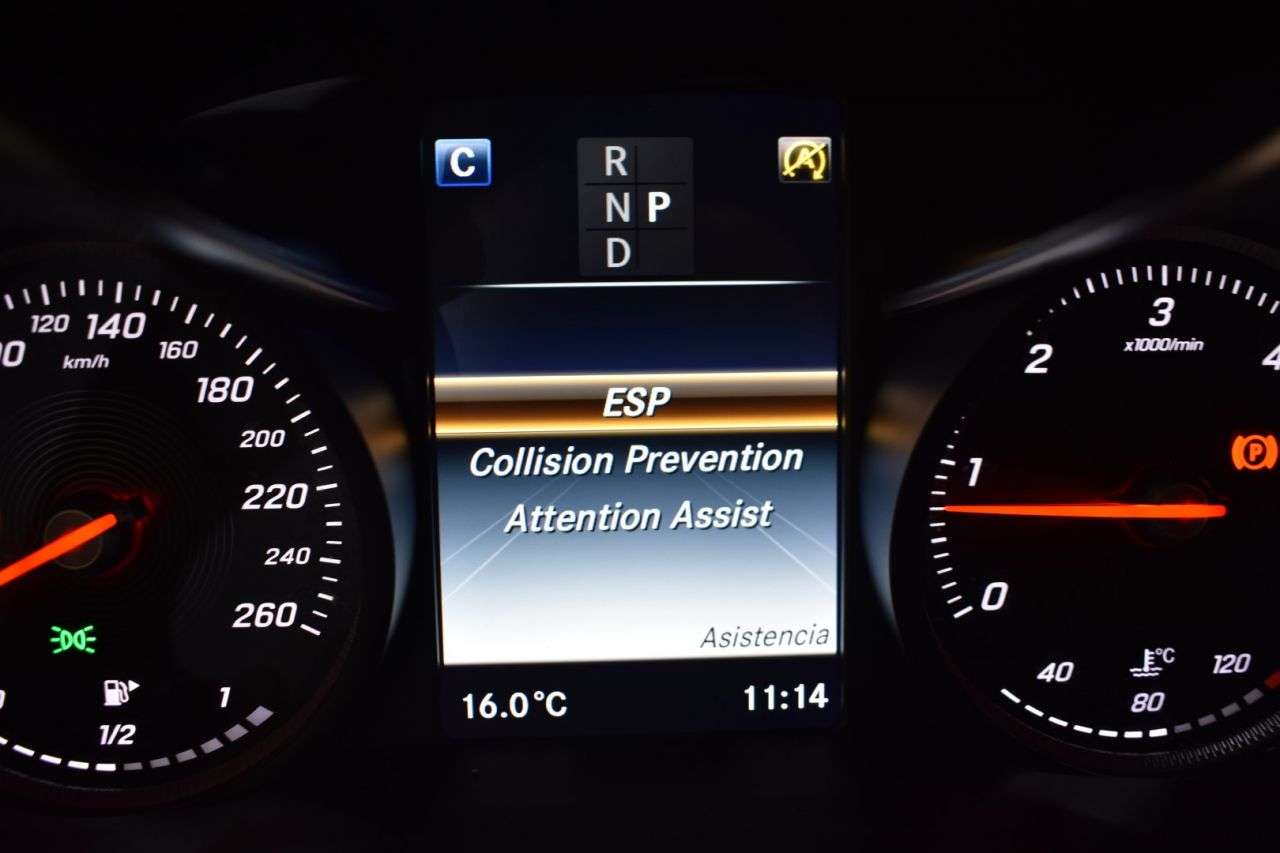 C
R
N P
D
A
120 140 160
km/h
180
200
220
240
260
1/2 1
ESP
Collision Prevention
Attention Assist
Asistencia
16.0°C 11:14
3
x1000/min
2
1
0
P
°C
40 80 120